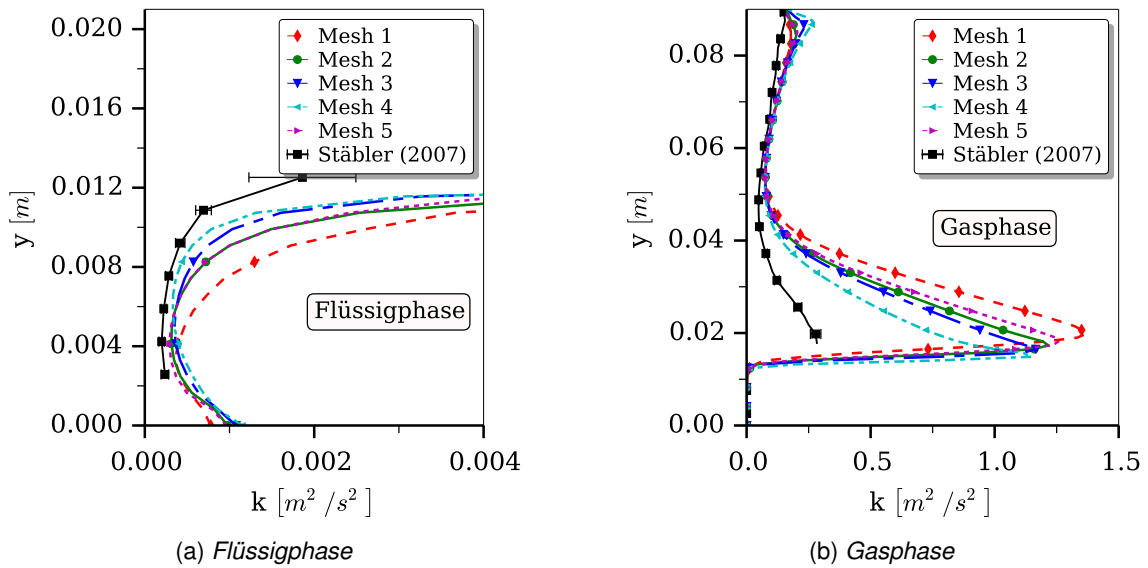 0.020
0.016
0.012
0.008
0.004
0.000
y [m]
0.000
0.002
0.004
k [m² /s² ]
Mesh 1
Mesh 2
Mesh 3
Mesh 4
Mesh 5
Stäbler (2007)
Flüssigphase
(a) Flüssigphase
0.08
0.06
0.04
0.02
0.00
y [m]
0.0
0.5
1.0
1.5
k [m² /s² ]
Mesh 1
Mesh 2
Mesh 3
Mesh 4
Mesh 5
Stäbler (2007)
Gasphase
(b) Gasphase